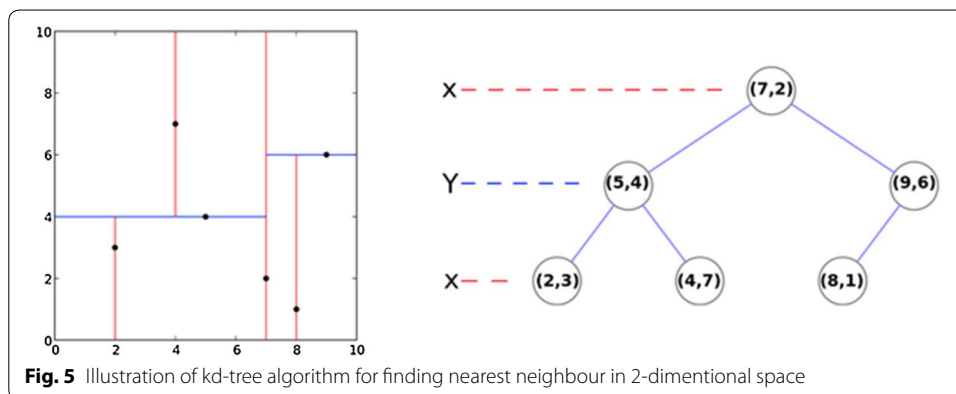 10
8
6
4
2
0
0 2 4 6 8 10
X
(7,2)
Y
(5,4) (9,6)
X
(2,3) (4,7) (8,1)
Fig. 5 Illustration of kd-tree algorithm for finding nearest neighbour in 2-dimentional space